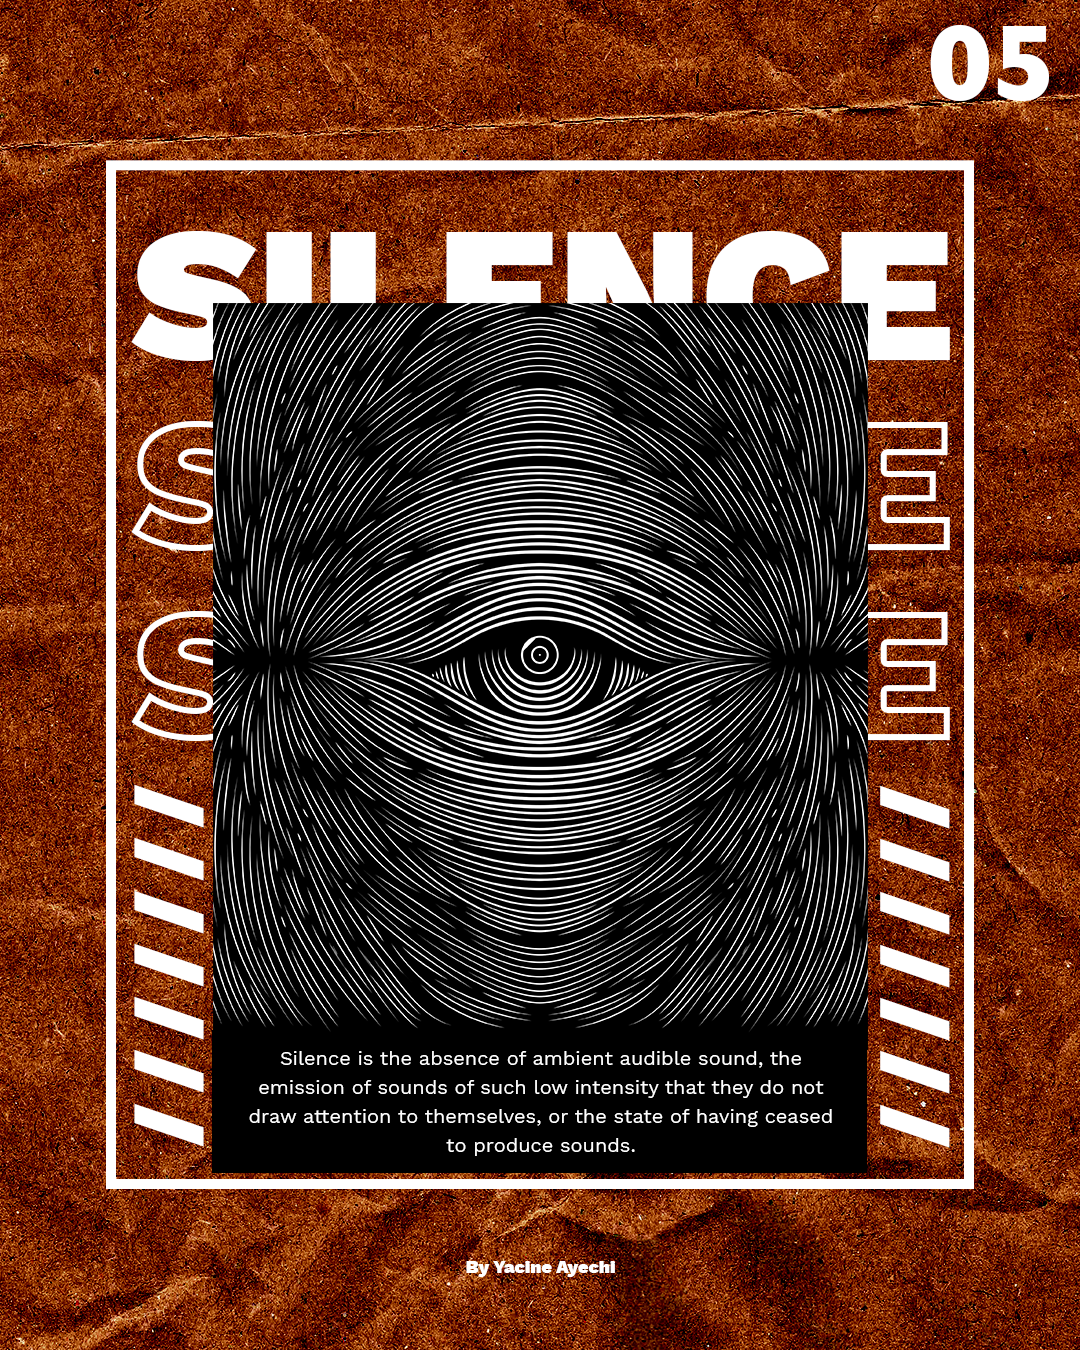 05
SILENCE
S E
S E
Silence is the absence of ambient audible sound, the
emission of sounds of such low intensity that they do not
draw attention to themselves, or the state of having ceased
to produce sounds.
By Yacine Ayechi